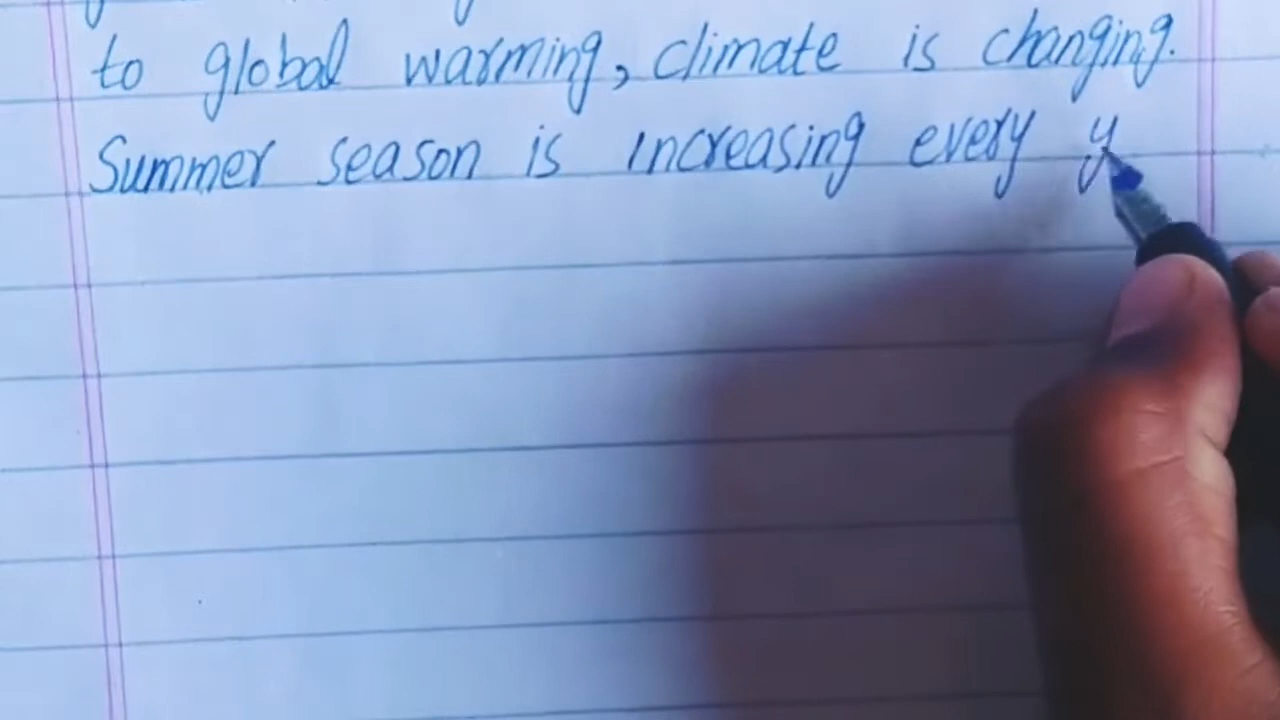 to global warming, climate is changing.
Summer season is increasing every y